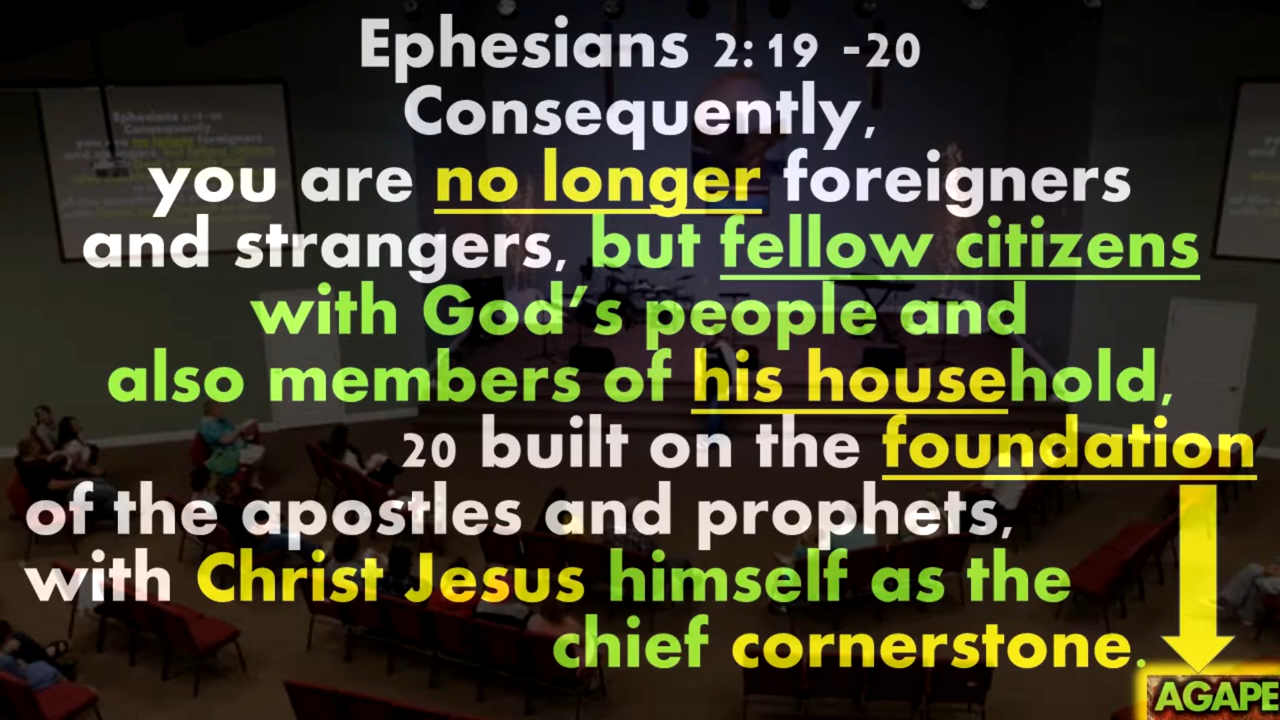 Ephesians 2:19 -20
Consequently,
you are no longer foreigners
and strangers, but fellow citizens
with God's people and
also members of his household,
20 built on the foundation
of the apostles and prophets,
with Christ Jesus himself as the
chief cornerstone.
AGAPE